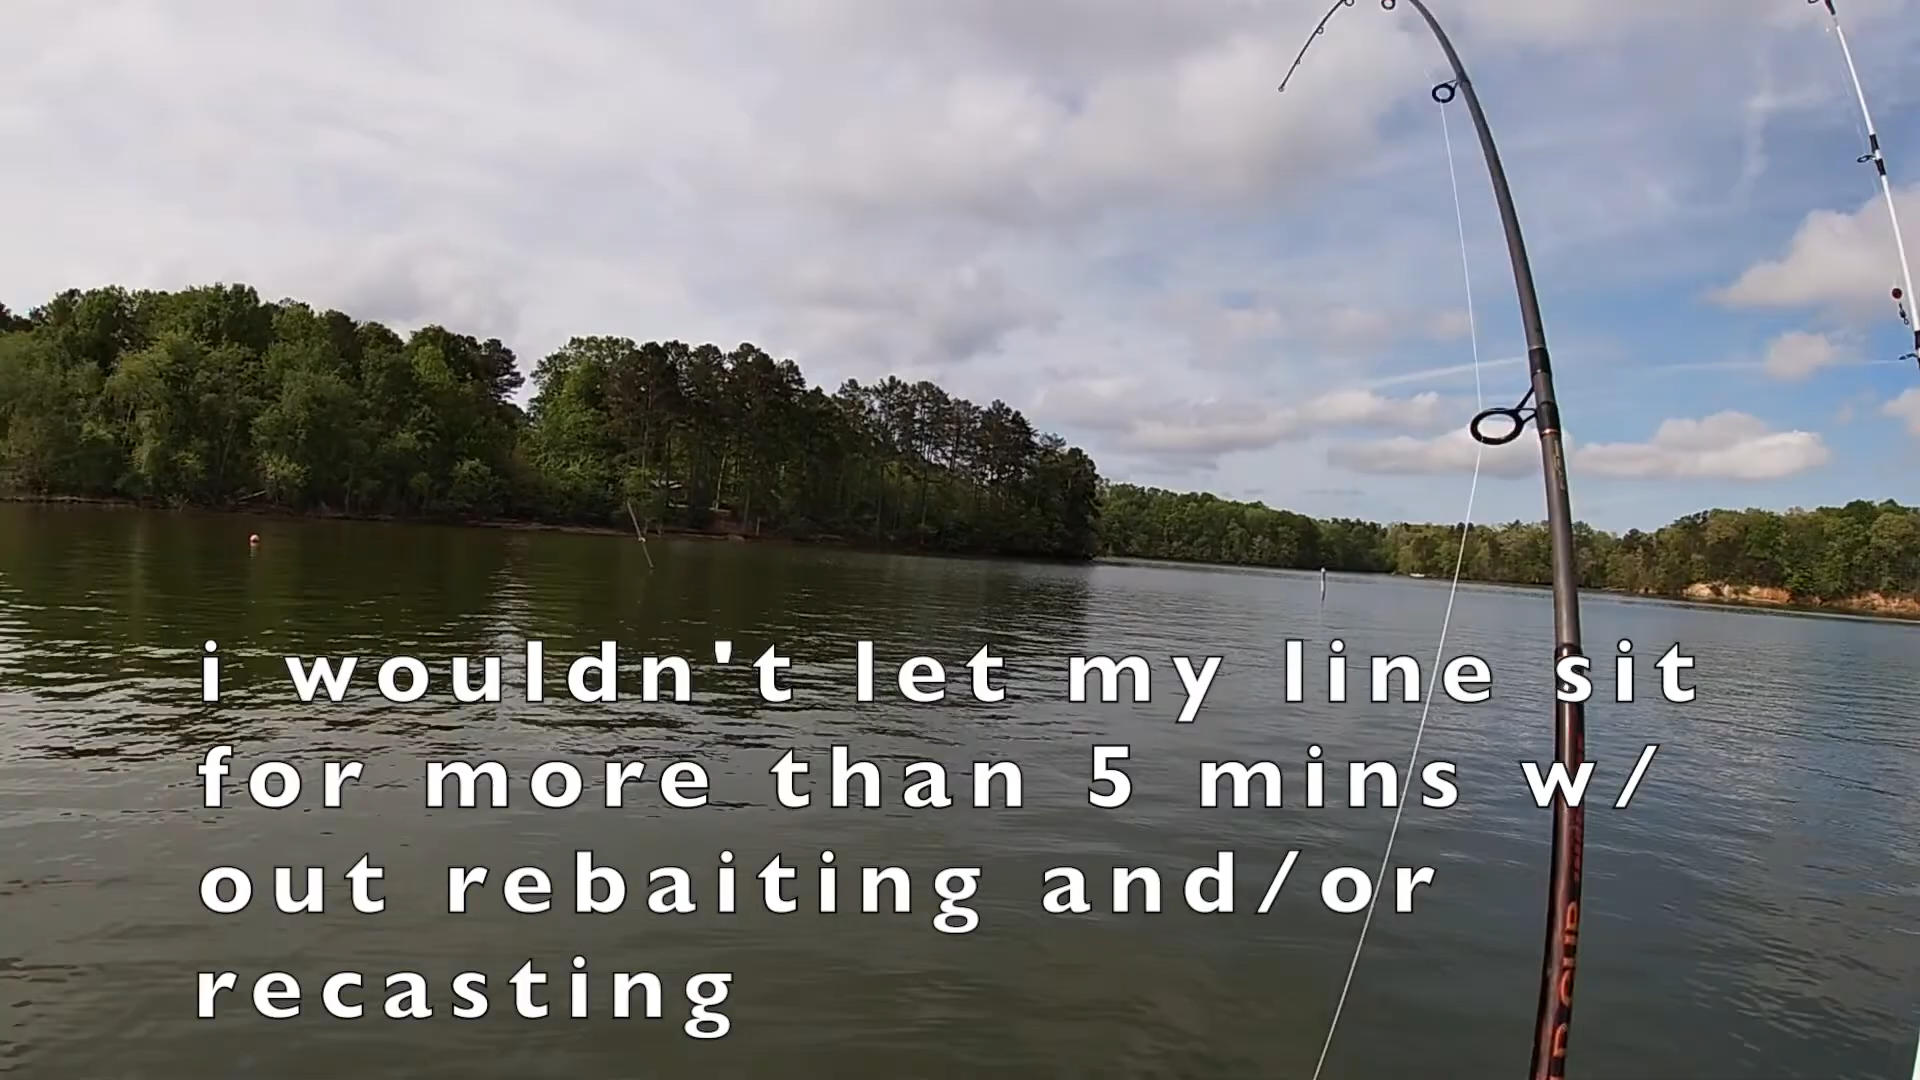 i wouldn't let my line sit
for more than 5 mins w/
out rebaiting and/or
recasting